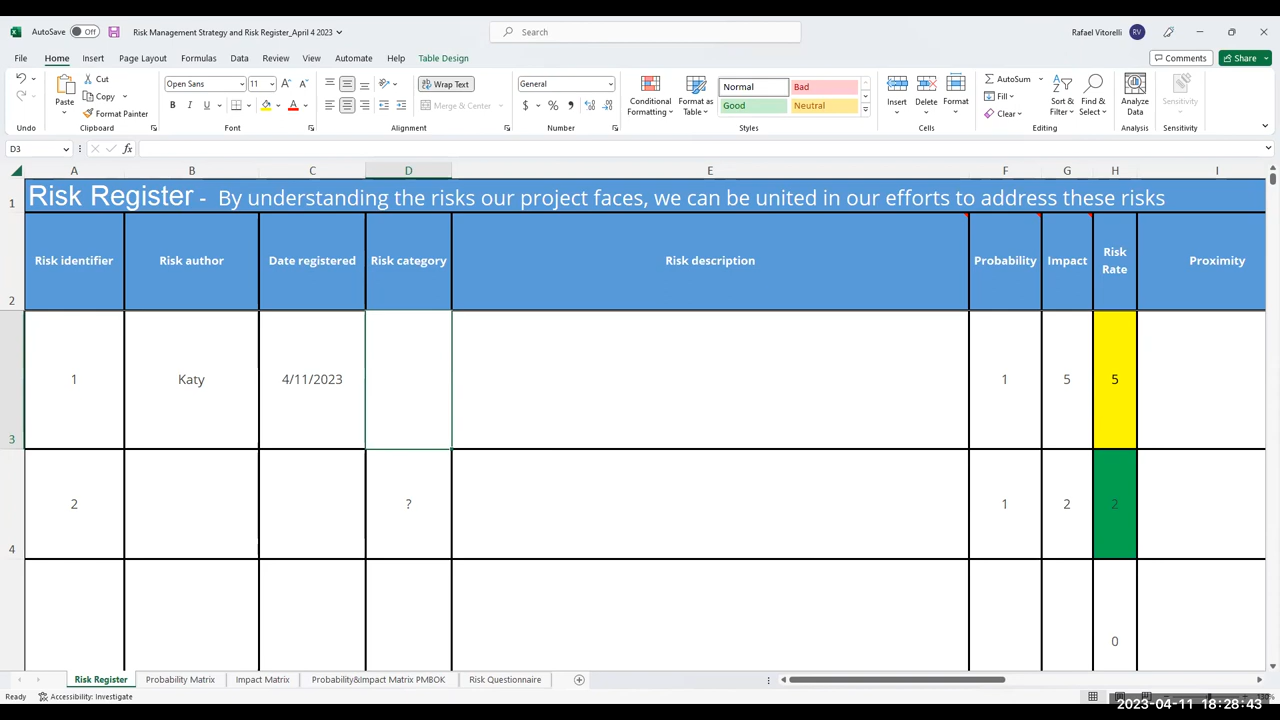 AutoSave Off Risk Management Strategy and Risk Register_April 4 2023 Search Rafael Vitorelli RV
File Home Insert Page Layout Formulas Data Review View Automate Help Table Design Comments Share
Paste Cut Copy Format Painter Open Sans 11 Wrap Text Merge & Center General Conditional Formatting Format as Table Normal Bad Good Neutral Insert Delete Format AutoSum Fill Clear Sort & Filter Find & Select Analyze Data Sensitivity
Undo Clipboard Font Alignment Number Styles Cells Editing Analysis Sensitivity
D3 fx
A B C D E F G H I
1 Risk Register - By understanding the risks our project faces, we can be united in our efforts to address these risks
2 Risk identifier Risk author Date registered Risk category Risk description Probability Impact Risk Rate Proximity
3 1 Katy 4/11/2023 1 5 5
4 2 ? 1 2 2
0
Risk Register Probability Matrix Impact Matrix Probability&Impact Matrix PMBOK Risk Questionnaire
Ready Accessibility: Investigate
2023-04-11 18:28:43